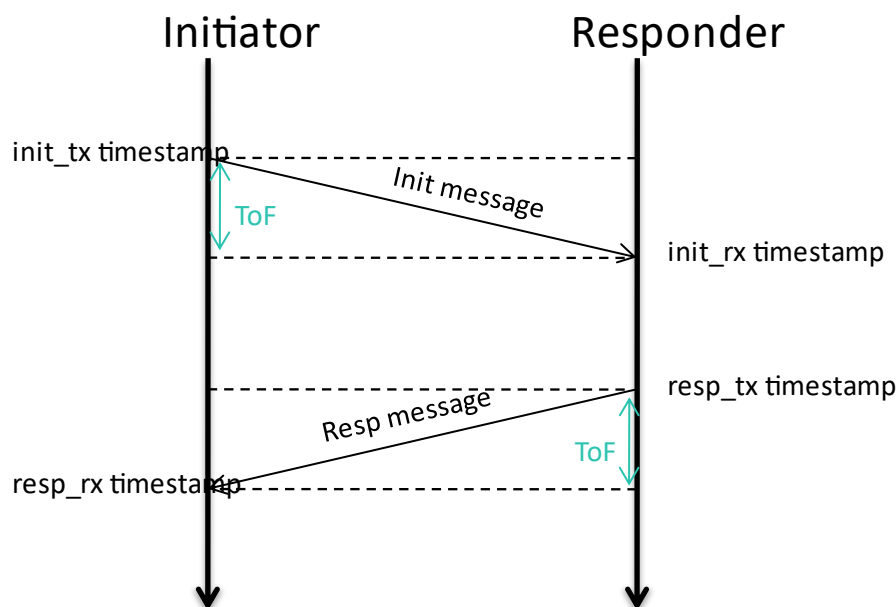 Initiator
Responder
init_tx timestamp
Init message
ToF
init_rx timestamp
resp_tx timestamp
Resp message
ToF
resp_rx timestamp